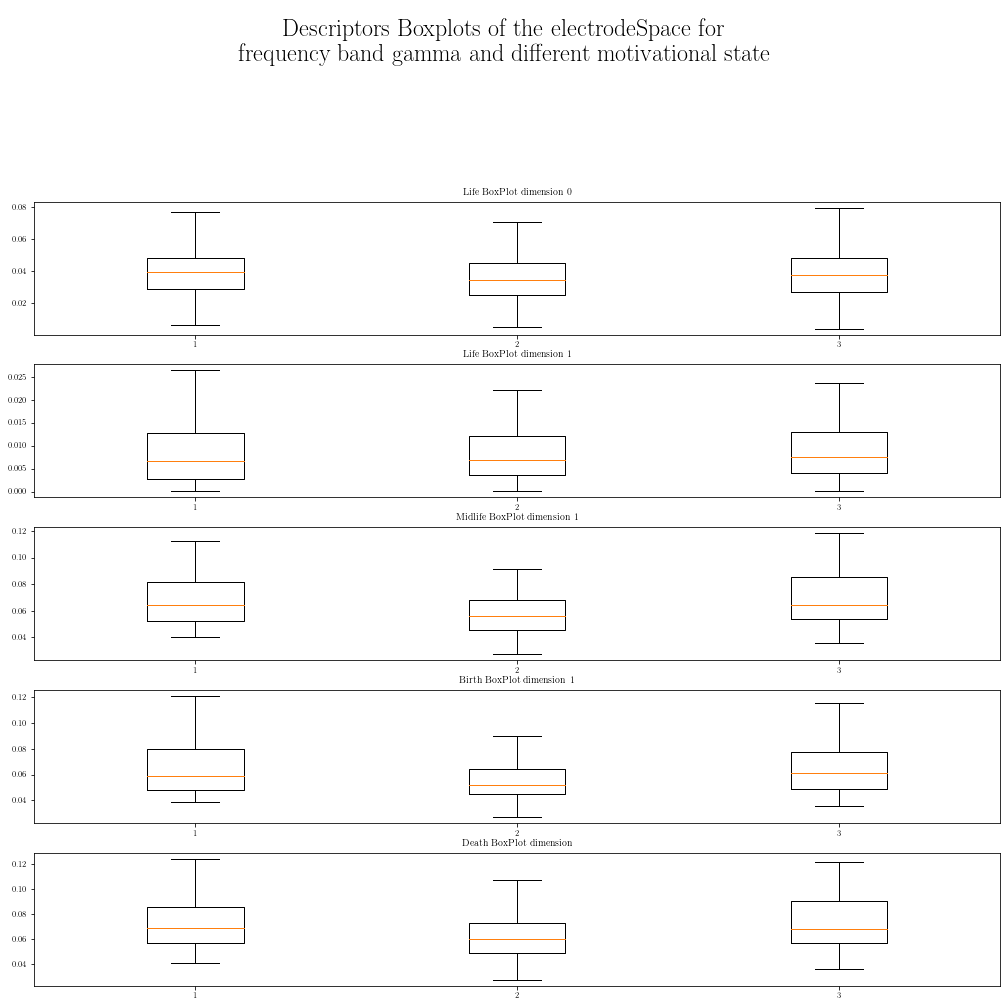 Descriptors Boxplots of the electrodeSpace for
frequency band gamma and different motivational state
Life BoxPlot dimension 0
0.08
0.06
0.04
0.02
1 2 3
Life BoxPlot dimension 1
0.025
0.020
0.015
0.010
0.005
0.000
1 2 3
Midlife BoxPlot dimension 1
0.12
0.10
0.08
0.06
0.04
1 2 3
Birth BoxPlot dimension 1
0.12
0.10
0.08
0.06
0.04
1 2 3
Death BoxPlot dimension
0.12
0.10
0.08
0.06
0.04
1 2 3